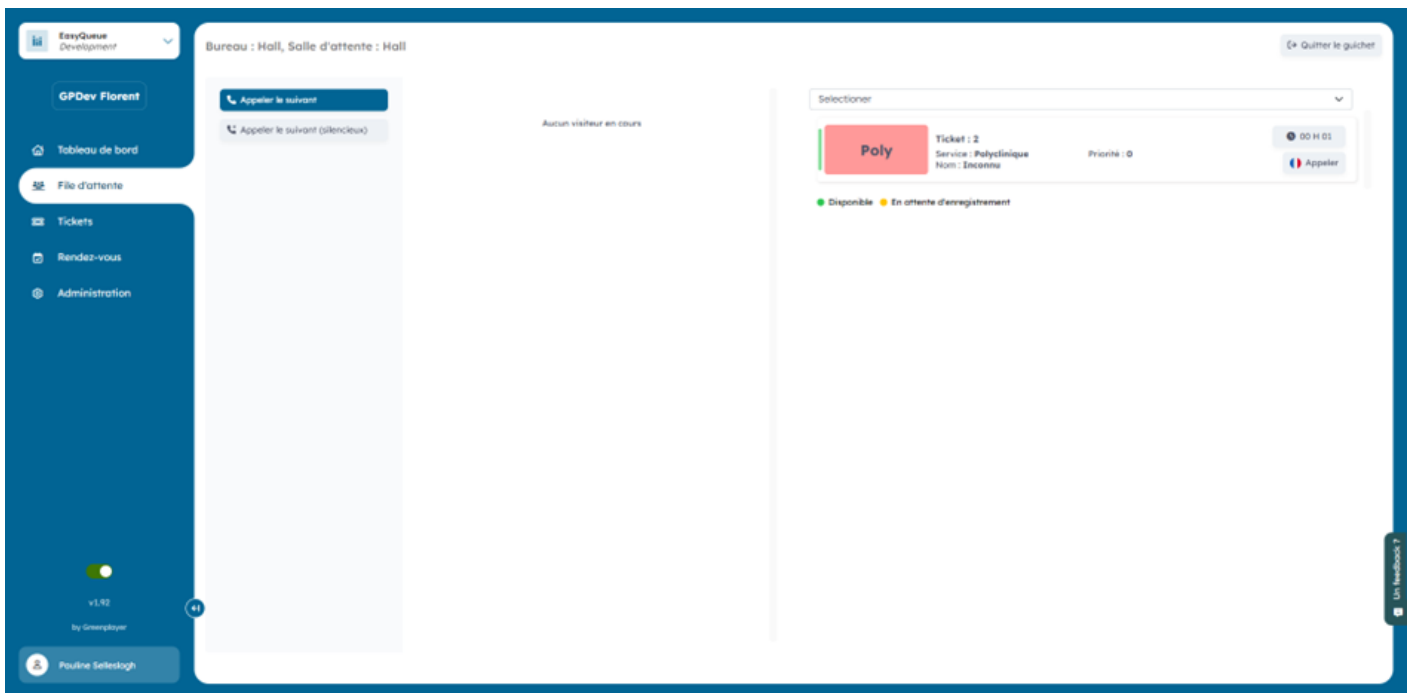 EasyQueue
Development
GPDev Florent
Tableau de bord
File d'attente
Tickets
Rendez-vous
Administration
v1.92
by Greenplayer
Pauline Selleslagh
Bureau : Hall, Salle d'attente : Hall
Quitter le guichet
Appeler le suivant
Appeler le suivant (silencieux)
Aucun visiteur en cours
Selectioner
Poly
Ticket : 2
Service : Polyclinique
Nom : Inconnu
Priorité : 0
00 H 01
Appeler
Disponible
En attente d'enregistrement
Un feedback ?